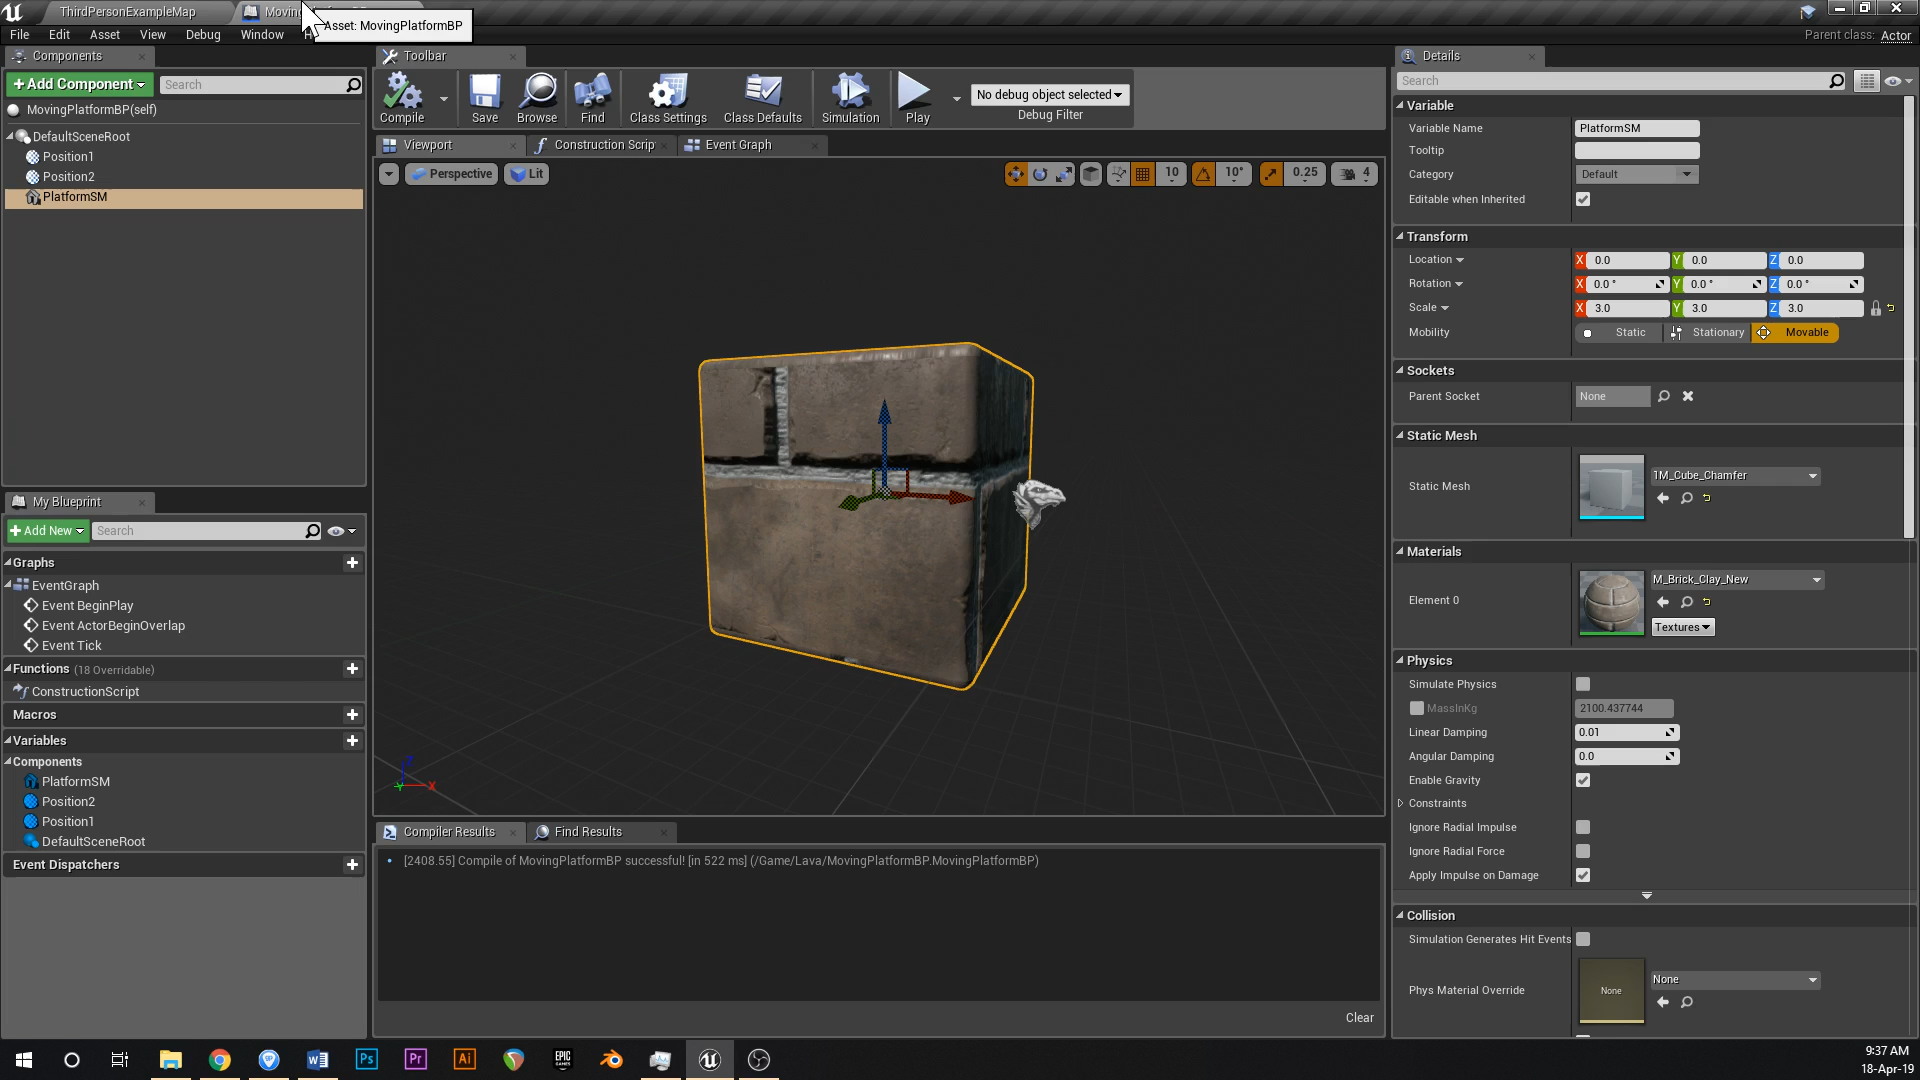 ThirdPersonExampleMap
Asset: MovingPlatformBP
File Edit Asset View Debug Window
Parent class: Actor
Components
+Add Component
Search
MovingPlatformBP(self)
DefaultSceneRoot
Position1
Position2
PlatformSM
My Blueprint
+Add New
Search
Graphs
EventGraph
Event BeginPlay
Event ActorBeginOverlap
Event Tick
Functions (18 Overridable)
ConstructionScript
Macros
Variables
Components
PlatformSM
Position2
Position1
DefaultSceneRoot
Event Dispatchers
Toolbar
Compile
Save
Browse
Find
Class Settings
Class Defaults
Simulation
Play
No debug object selected
Debug Filter
Viewport
Construction Scrip
Event Graph
Perspective
Lit
10
10°
0.25
4
Compiler Results
Find Results
[2408.55] Compile of MovingPlatformBP successful! [in 522 ms] (/Game/Lava/MovingPlatformBP.MovingPlatformBP)
Clear
Details
Search
Variable
Variable Name PlatformSM
Tooltip
Category Default
Editable when Inherited
Transform
Location X 0.0 Y 0.0 Z 0.0
Rotation X 0.0 ° Y 0.0 ° Z 0.0 °
Scale X 3.0 Y 3.0 Z 3.0
Mobility Static Stationary Movable
Sockets
Parent Socket None
Static Mesh
Static Mesh 1M_Cube_Chamfer
Materials
Element 0 M_Brick_Clay_New
Textures
Physics
Simulate Physics
MassInKg 2100.437744
Linear Damping 0.01
Angular Damping 0.0
Enable Gravity
Constraints
Ignore Radial Impulse
Ignore Radial Force
Apply Impulse on Damage
Collision
Simulation Generates Hit Events
Phys Material Override None None
Ps
Pr
Ai
EPIC GAMES
9:37 AM
18-Apr-19